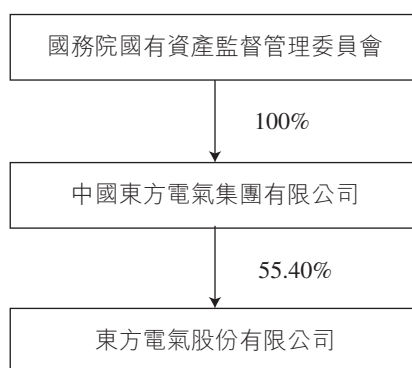 國務院國有資產監督管理委員會
100%
中國東方電氣集團有限公司
55.40%
東方電氣股份有限公司